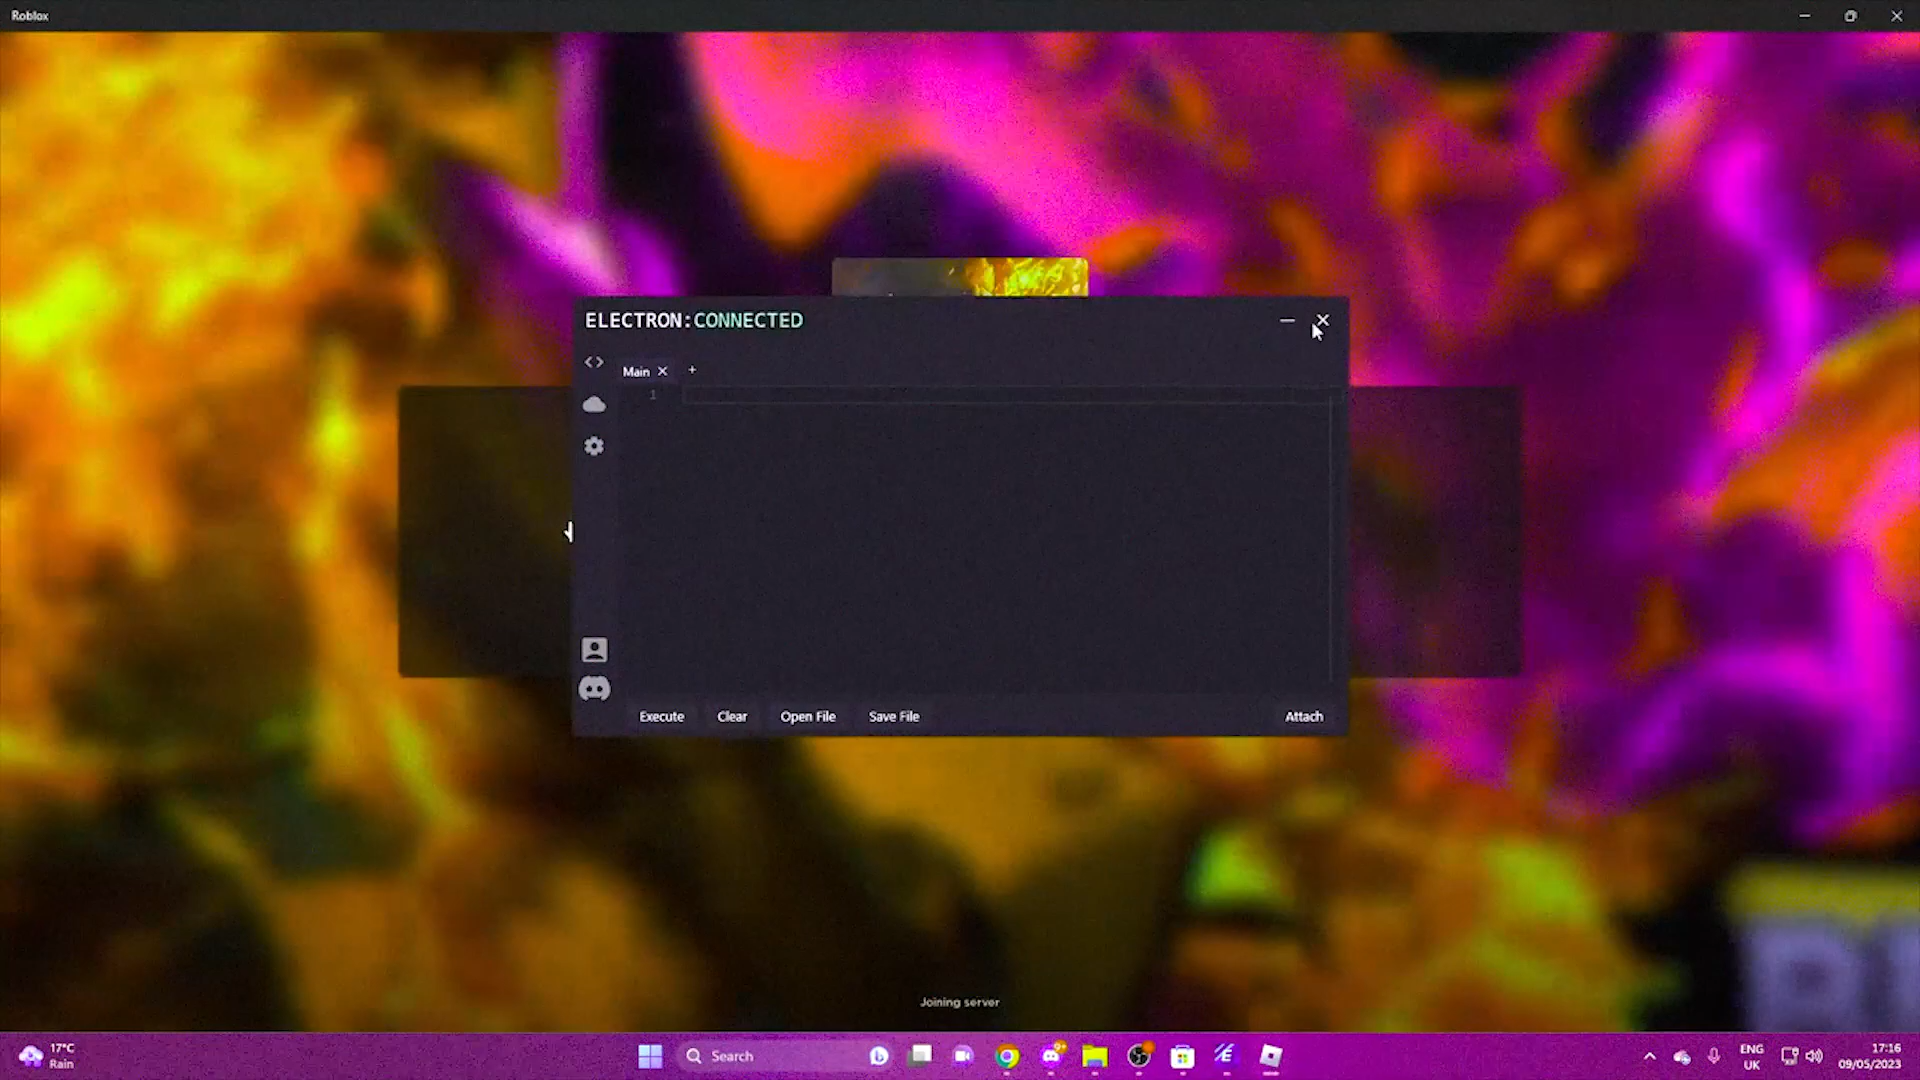 Roblox
ELECTRON:CONNECTED
Main
1
Execute Clear Open File Save File Attach
Joining server
17°C
Rain
Search
9+
ENG
UK
17:16
09/05/2023